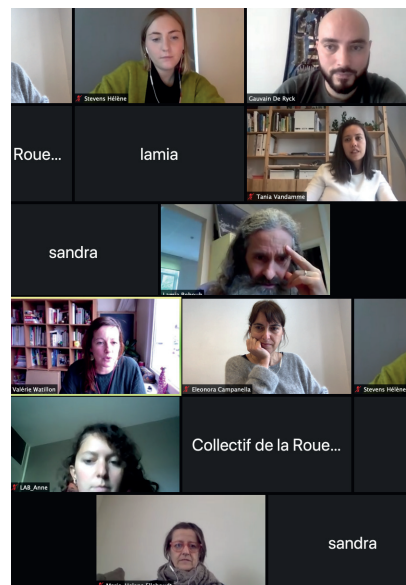 Stevens Hélène
Gauvain De Ryck
Roue...
lamia
Tania Vandamme
sandra
Valérie Watillon
Eleonora Campanella
Stevens Hélène
LAB_Anne
Collectif de la Roue...
sandra